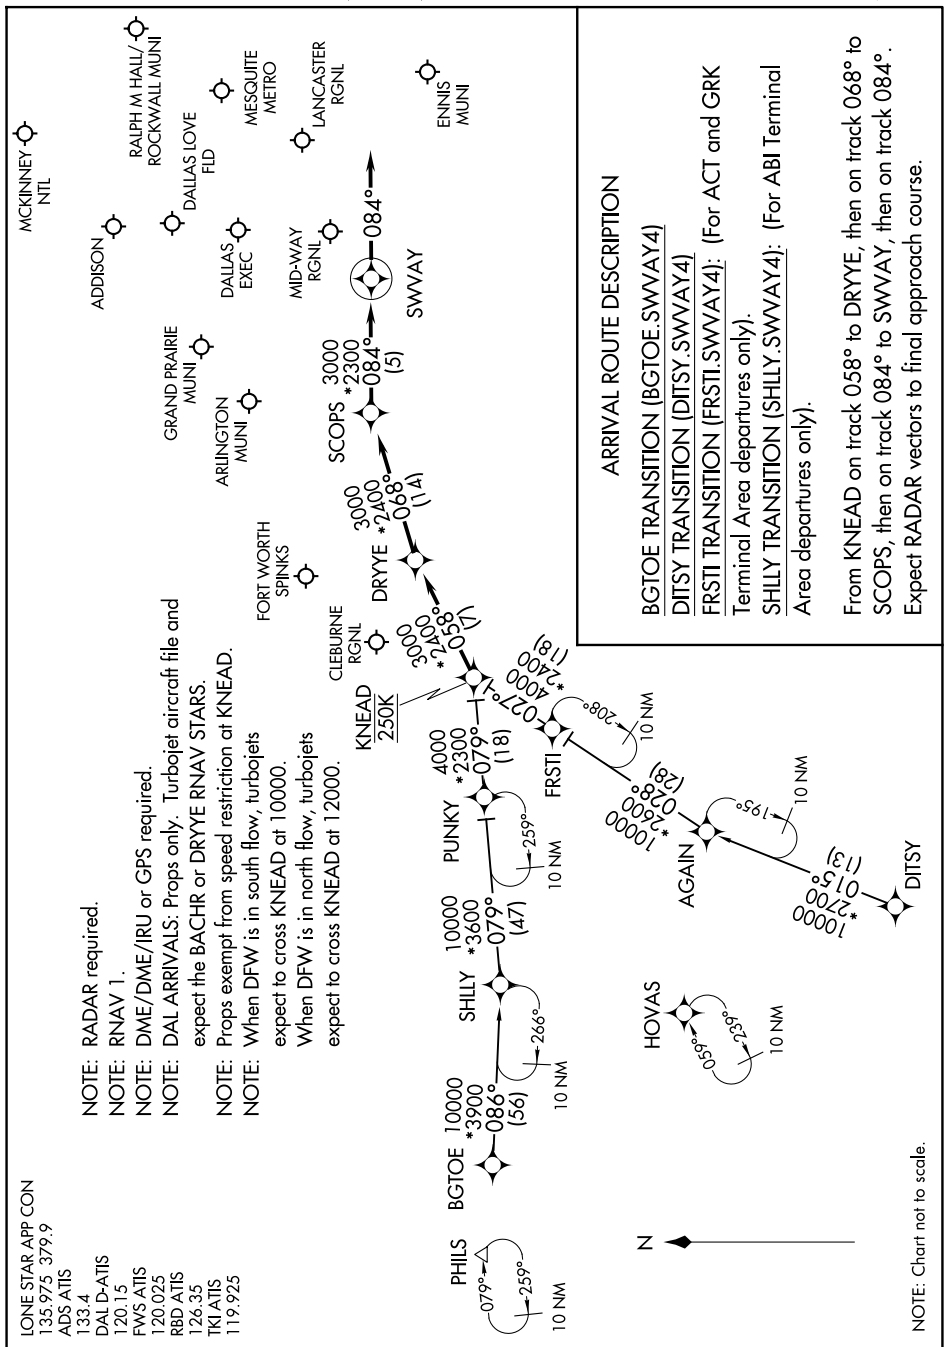 LONE STAR APP CON
135.975 379.9
ADS ATIS
133.4
DAL D-ATIS
120.15
FWS ATIS
120.025
RBD ATIS
126.35
TKI ATIS
119.925
NOTE: RADAR required.
NOTE: RNAV 1.
NOTE: DME/DME/IRU or GPS required.
NOTE: DAL ARRIVALS: Props only. Turbojet aircraft file and
expect the BACHR or DRYYE RNAV STARS.
NOTE: Props exempt from speed restriction at KNEAD.
NOTE: When DFW is in south flow, turbojets
expect to cross KNEAD at 10000.
When DFW is in north flow, turbojets
expect to cross KNEAD at 12000.
MCKINNEY
NTL
RALPH M HALL/
ROCKWALL MUNI
ADDISON
DALLAS LOVE
FLD
MESQUITE
METRO
DALLAS
EXEC
LANCASTER
RGNL
MID-WAY
RGNL
ENNIS
MUNI
GRAND PRAIRIE
MUNI
ARLINGTON
MUNI
FORT WORTH
SPINKS
CLEBURNE
RGNL
PHILS
079°
259°
10 NM
BGTOE
10000
*3900
086°
(56)
SHLLY
266°
10 NM
10000
*3600
079°
(47)
PUNKY
259°
10 NM
4000
*2300
079°
(18)
KNEAD
250K
3000
*2400
058°
(7)
DRYYE
3000
*2400
068°
(14)
SCOPS
3000
*2300
084°
(5)
SWVAY
084°
4000
*2400
027°
(18)
FRSTI
208°
10 NM
10000
*2600
028°
(28)
AGAIN
195°
10 NM
10000
*2700
015°
(13)
DITSY
HOVAS
059°
239°
10 NM
N
ARRIVAL ROUTE DESCRIPTION
BGTOE TRANSITION (BGTOE.SWVAY4)
DITSY TRANSITION (DITSY.SWVAY4)
FRSTI TRANSITION (FRSTI.SWVAY4): (For ACT and GRK
Terminal Area departures only).
SHLLY TRANSITION (SHLLY.SWVAY4): (For ABI Terminal
Area departures only).
From KNEAD on track 058° to DRYYE, then on track 068° to
SCOPS, then on track 084° to SWVAY, then on track 084°.
Expect RADAR vectors to final approach course.
NOTE: Chart not to scale.